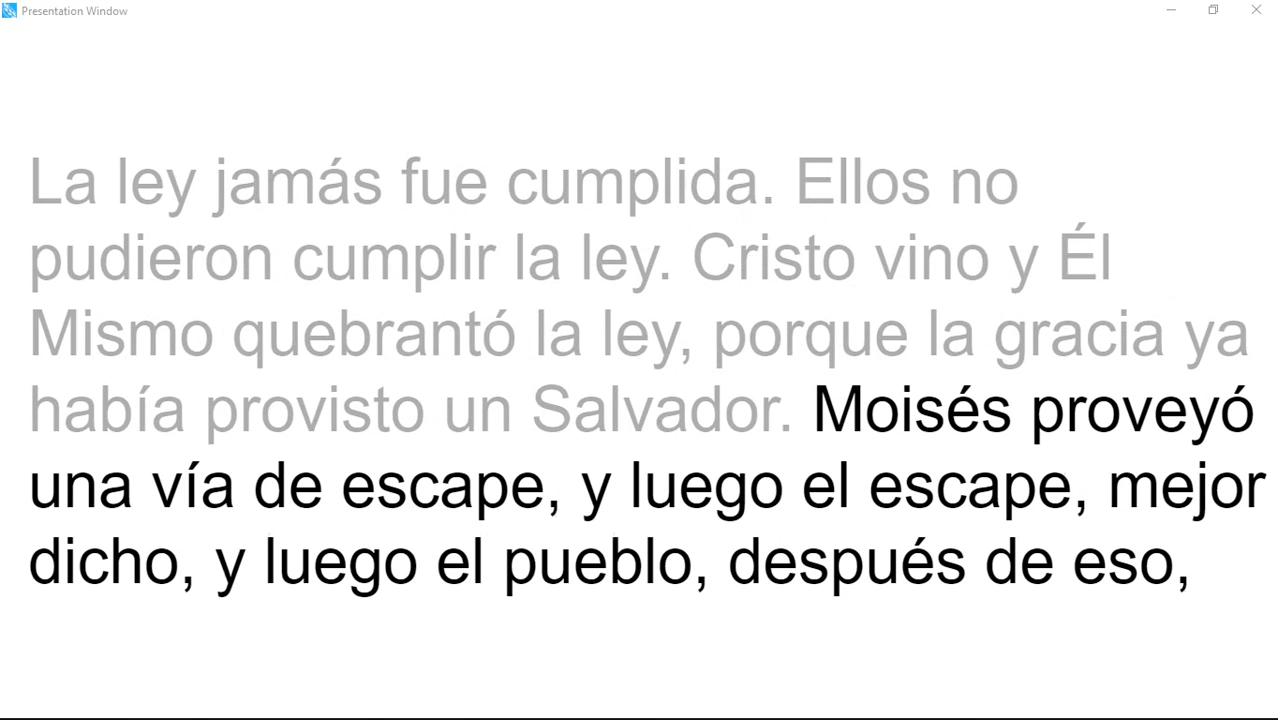 Presentation Window
La ley jamás fue cumplida. Ellos no
pudieron cumplir la ley. Cristo vino y Él
Mismo quebrantó la ley, porque la gracia ya
había provisto un Salvador. Moisés proveyó
una vía de escape, y luego el escape, mejor
dicho, y luego el pueblo, después de eso,